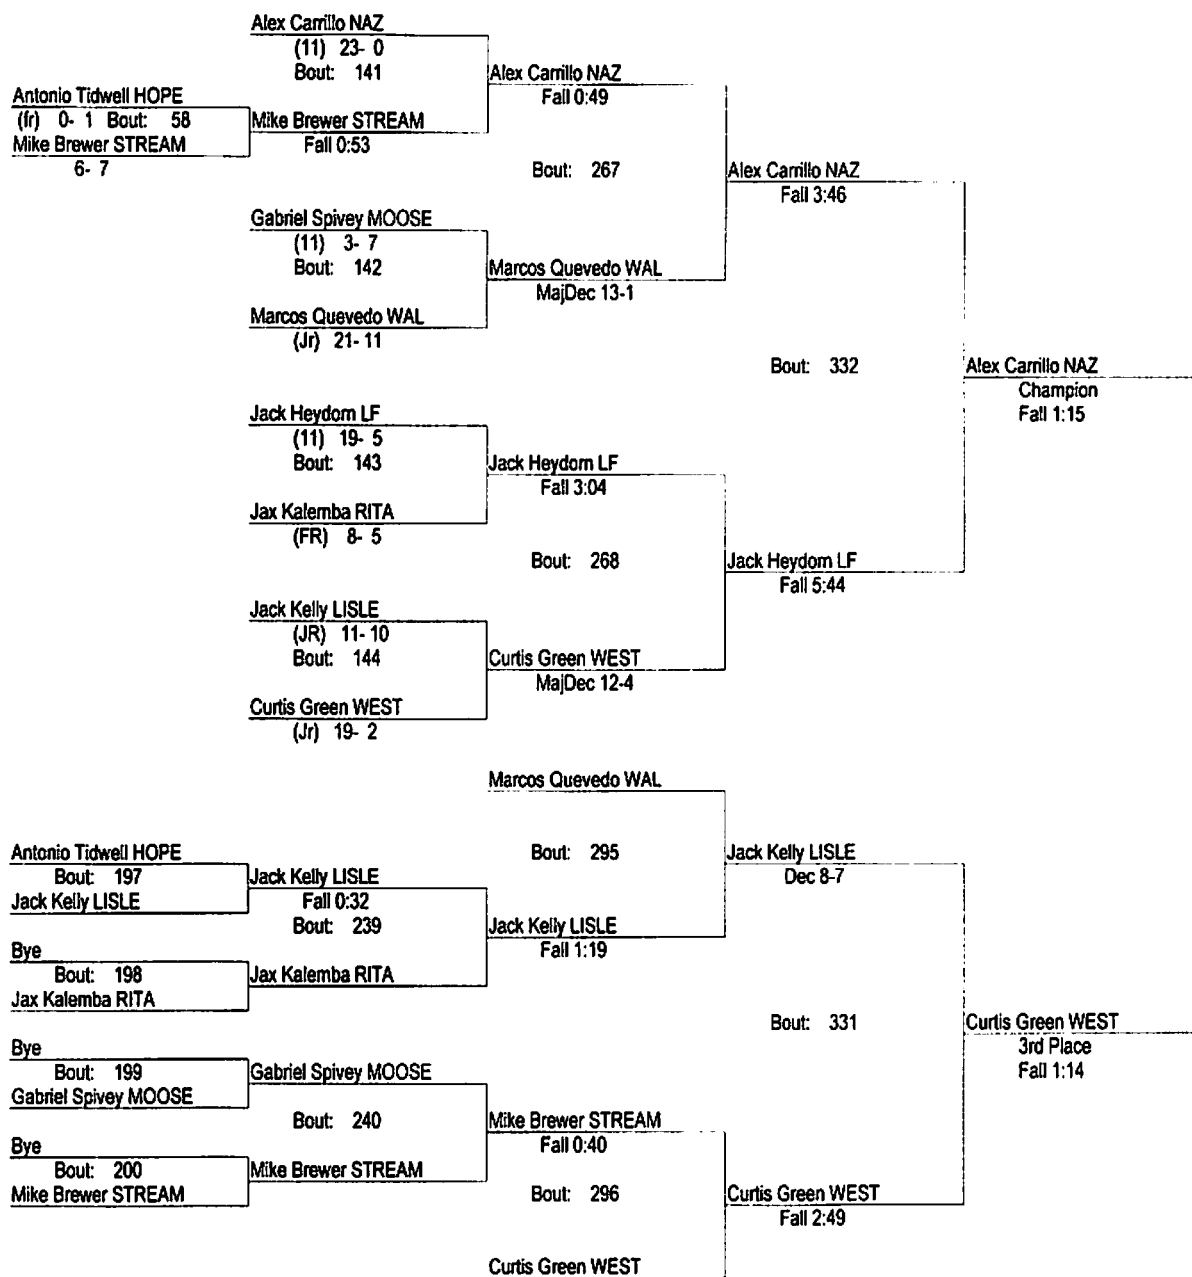 Alex Carrillo NAZ
(11) 23- 0
Bout: 141
Alex Carrillo NAZ
Fall 0:49
Antonio Tidwell HOPE
(fr) 0- 1 Bout: 58
Mike Brewer STREAM
6- 7
Mike Brewer STREAM
Fall 0:53
Bout: 267
Alex Carrillo NAZ
Fall 3:46
Gabriel Spivey MOOSE
(11) 3- 7
Bout: 142
Marcos Quevedo WAL
MajDec 13-1
Marcos Quevedo WAL
(Jr) 21- 11
Bout: 332
Alex Carrillo NAZ
Champion
Fall 1:15
Jack Heydorn LF
(11) 19- 5
Bout: 143
Jack Heydorn LF
Fall 3:04
Jax Kalemba RITA
(FR) 8- 5
Bout: 268
Jack Heydorn LF
Fall 5:44
Jack Kelly LISLE
(JR) 11- 10
Bout: 144
Curtis Green WEST
MajDec 12-4
Curtis Green WEST
(Jr) 19- 2
Marcos Quevedo WAL
Bout: 295
Jack Kelly LISLE
Dec 8-7
Antonio Tidwell HOPE
Bout: 197
Jack Kelly LISLE
Jack Kelly LISLE
Fall 0:32
Bout: 239
Jack Kelly LISLE
Fall 1:19
Bye
Bout: 198
Jax Kalemba RITA
Jax Kalemba RITA
Bout: 331
Curtis Green WEST
3rd Place
Fall 1:14
Bye
Bout: 199
Gabriel Spivey MOOSE
Gabriel Spivey MOOSE
Bout: 240
Mike Brewer STREAM
Fall 0:40
Bye
Bout: 200
Mike Brewer STREAM
Mike Brewer STREAM
Bout: 296
Curtis Green WEST
Fall 2:49
Curtis Green WEST